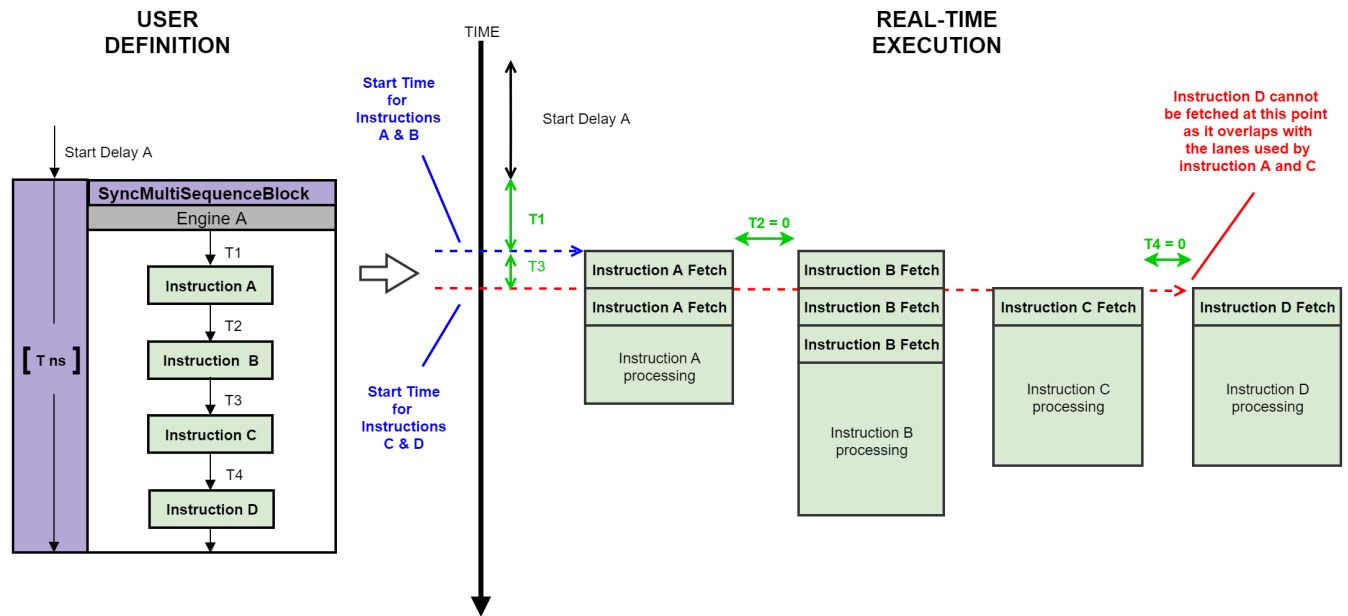 USER
DEFINITION
Start Delay A
SyncMultiSequenceBlock
Engine A
T1
Instruction A
T2
Instruction B
T3
Instruction C
T4
Instruction D
[ T ns ]
TIME
REAL-TIME
EXECUTION
Start Time
for
Instructions
A & B
Start Delay A
T1
T3
Start Time
for
Instructions
C & D
T2 = 0
T4 = 0
Instruction D cannot
be fetched at this point
as it overlaps with
the lanes used by
instruction A and C
Instruction A Fetch
Instruction A Fetch
Instruction A
processing
Instruction B Fetch
Instruction B Fetch
Instruction B Fetch
Instruction B
processing
Instruction C Fetch
Instruction C
processing
Instruction D Fetch
Instruction D
processing